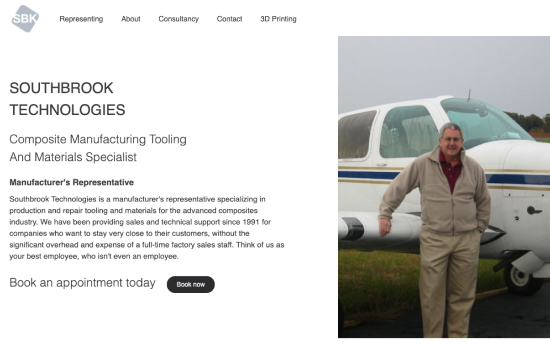 SBK
Representing
About
Consultancy
Contact
3D Printing
SOUTHBROOK
TECHNOLOGIES
Composite Manufacturing Tooling
And Materials Specialist
Manufacturer's Representative
Southbrook Technologies is a manufacturer's representative specializing in
production and repair tooling and materials for the advanced composites
industry. We have been providing sales and technical support since 1991 for
companies who want to stay very close to their customers, without the
significant overhead and expense of a full-time factory sales staff. Think of us as
your best employee, who isn't even an employee.
Book an appointment today
Book now